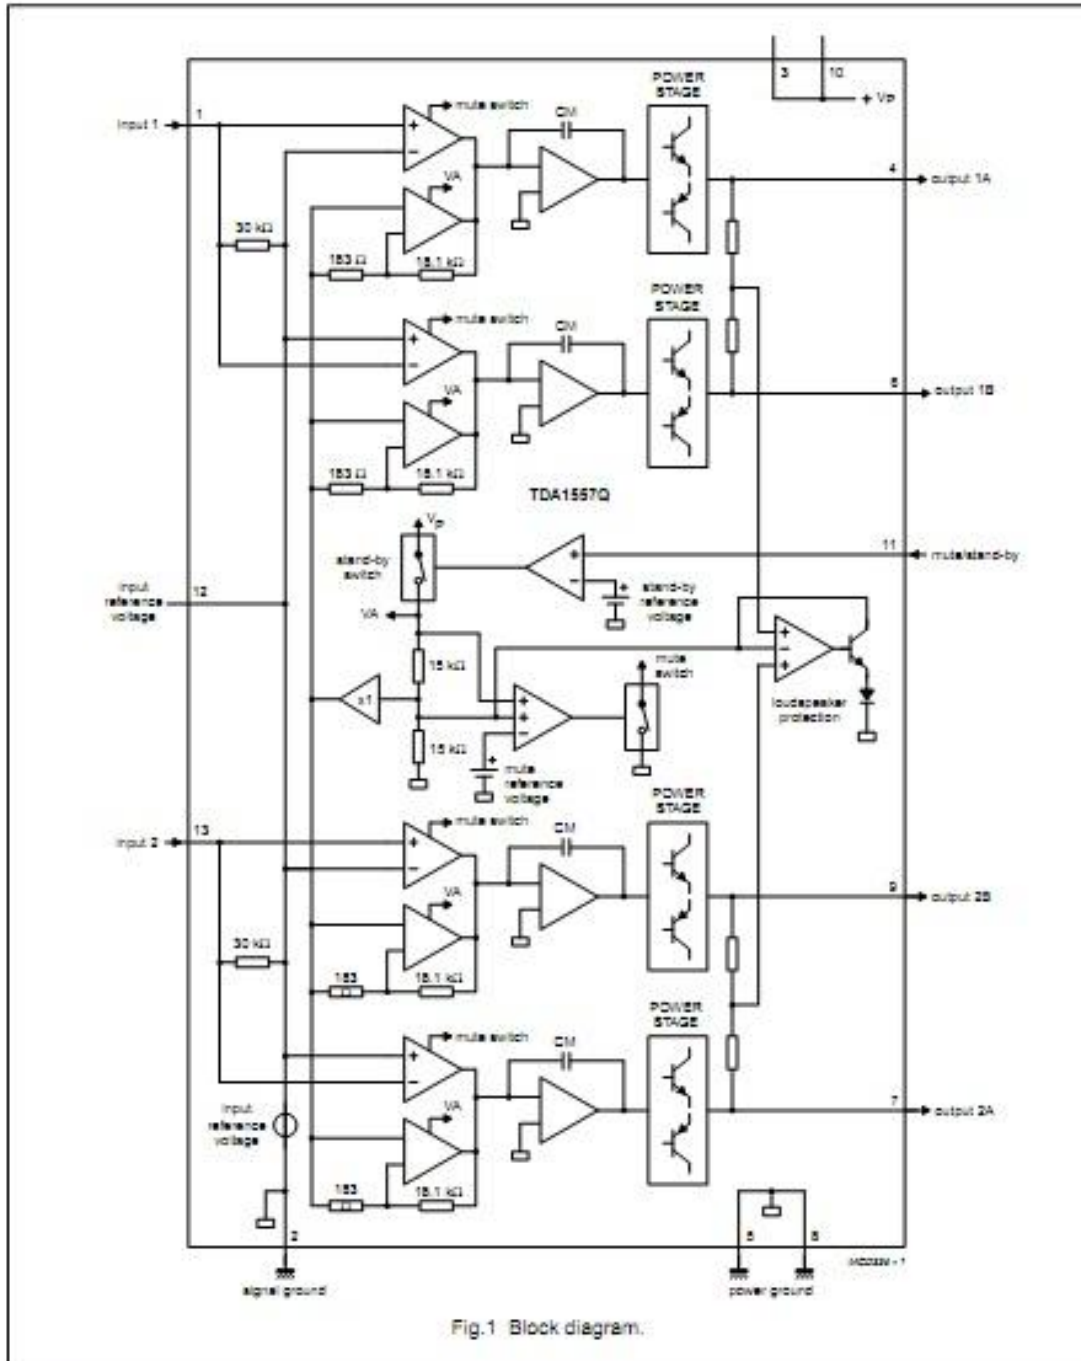 3
10
+ VP
POWER
STAGE
mute switch
CM
1
input 1
+
−
VA
4
output 1A
30 kΩ
183 Ω
18.1 kΩ
POWER
STAGE
mute switch
CM
+
−
VA
6
output 1B
183 Ω
18.1 kΩ
TDA1557Q
Vp
stand-by
switch
+
−
11
mute/stand-by
stand-by
reference
voltage
+
input
reference
voltage
12
VA
15 kΩ
mute
switch
+
−
+
loudspeaker
protection
x1
+
+
−
15 kΩ
+
mute
reference
voltage
POWER
STAGE
13
input 2
mute switch
CM
+
−
VA
9
output 2B
30 kΩ
183
18.1 kΩ
POWER
STAGE
mute switch
CM
+
−
VA
7
output 2A
input
reference
voltage
183
18.1 kΩ
2
5
8
signal ground
power ground
Fig.1 Block diagram.